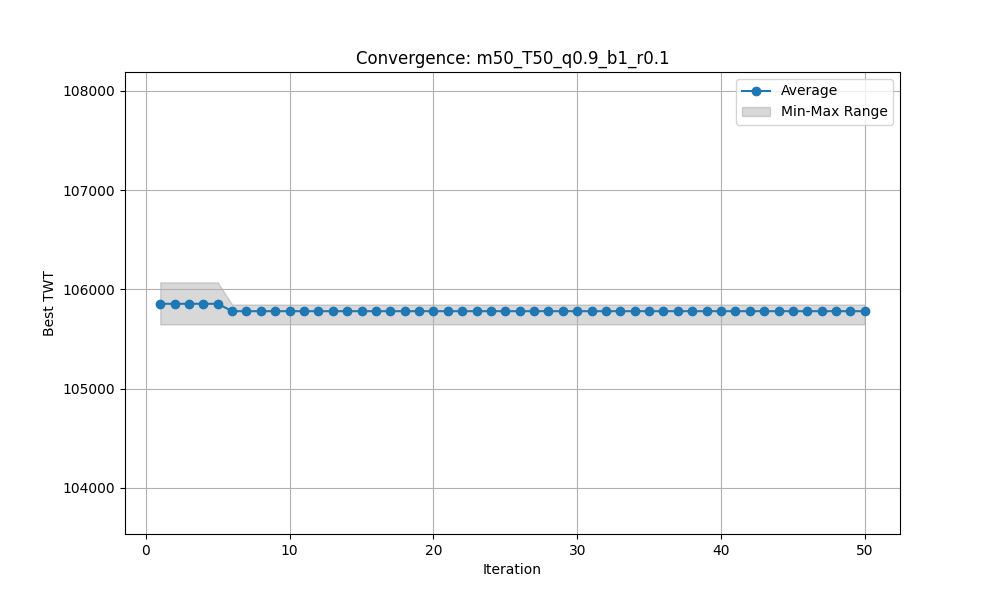 Convergence: m50_T50_q0.9_b1_r0.1
Average
Min-Max Range
108000
107000
106000
105000
104000
Best TWT
0 10 20 30 40 50
Iteration